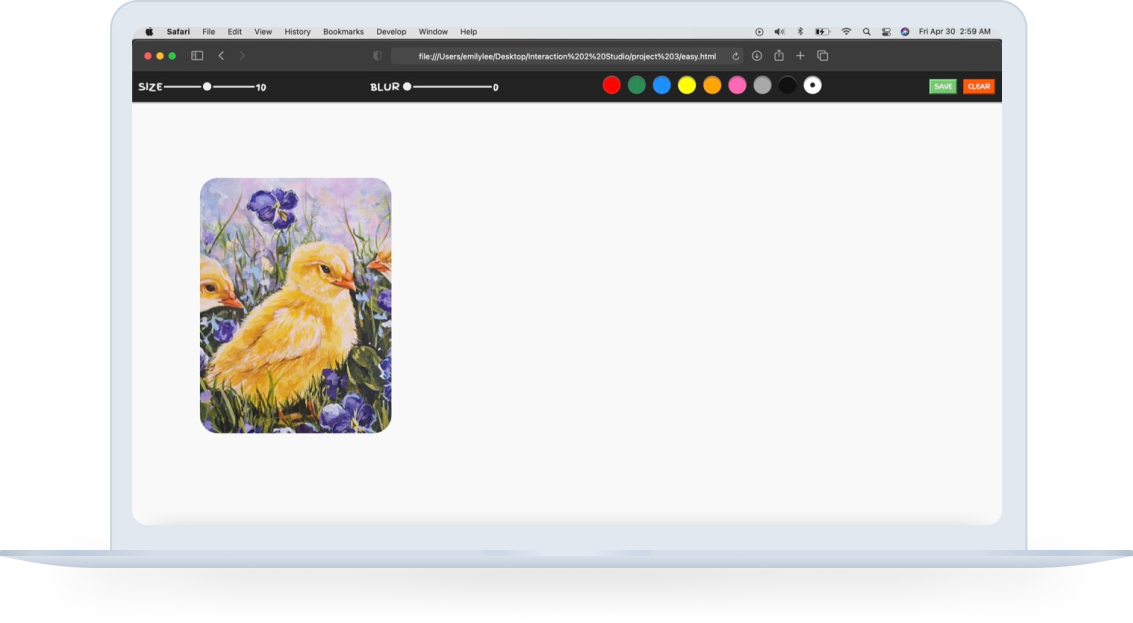 Safari File Edit View History Bookmarks Develop Window Help Fri Apr 30 2:59 AM
file:///Users/emilylee/Desktop/Interaction%202%20Studio/project%203/easy.html
SIZE 10 BLUR 0 SAVE CLEAR